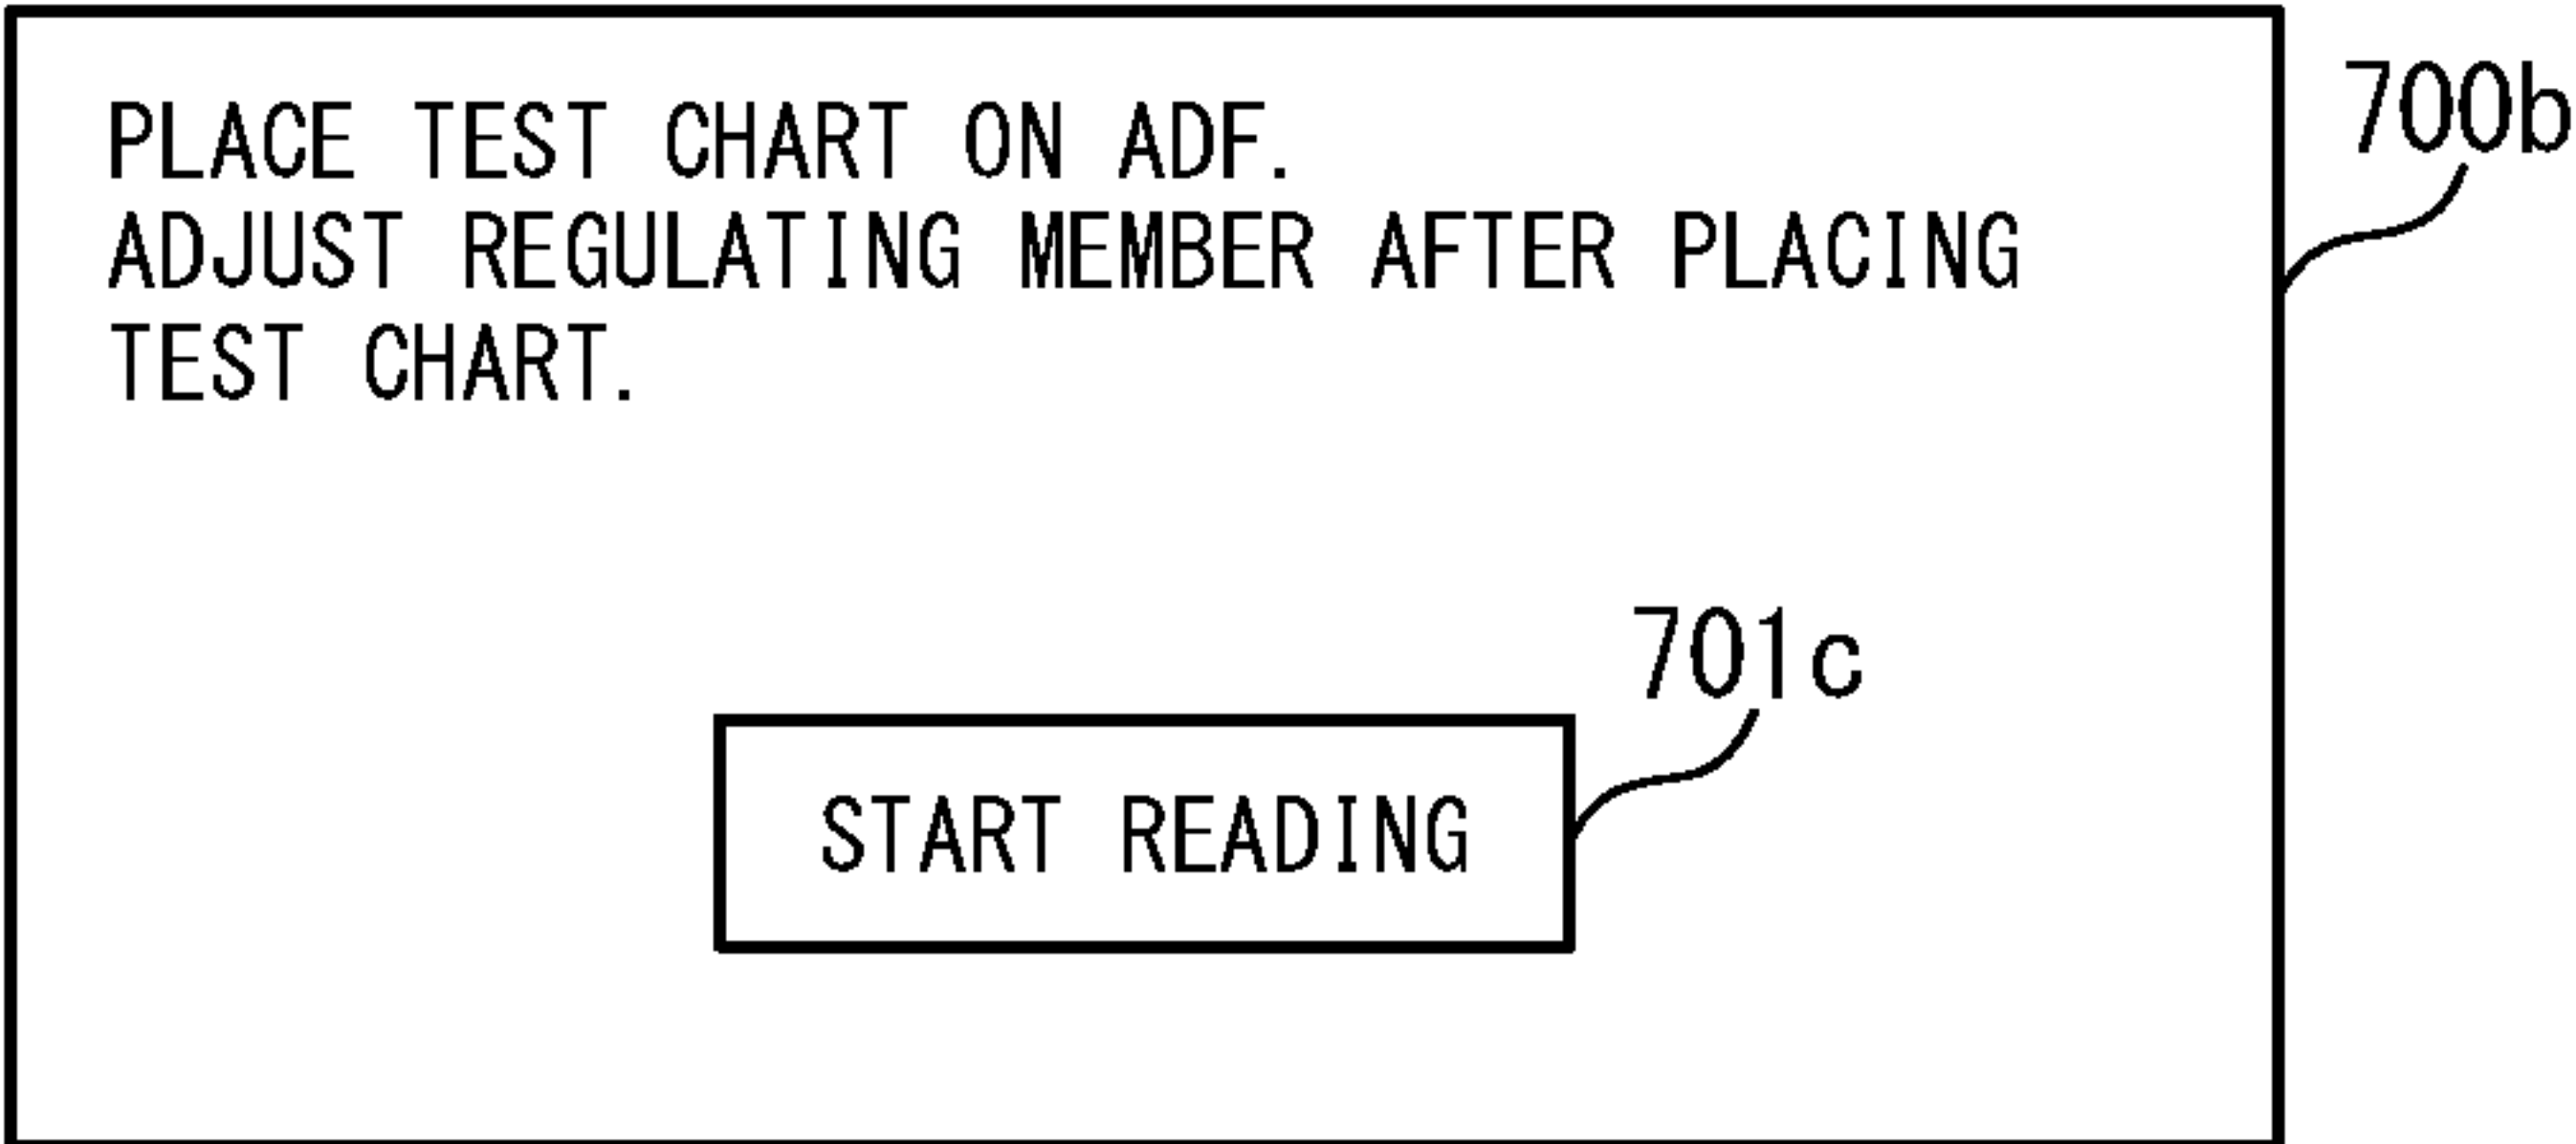 PLACE TEST CHART ON ADF.
ADJUST REGULATING MEMBER AFTER PLACING
TEST CHART.
START READING
700b
701c